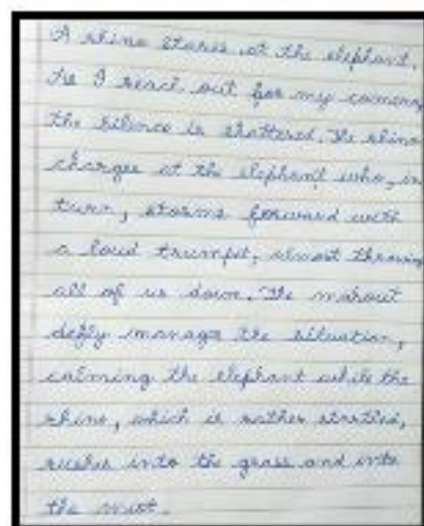 A rhino stares at the elephant.
As I reach out for my camera,
the silence is shattered. The rhino
charges at the elephant who, in
turn, storms forward with
a loud trumpet, almost throwing
all of us down. The mahout
deftly manage the situation,
calming the elephant while the
rhino, which is rather startled,
rushes into the grass and into
the mist.